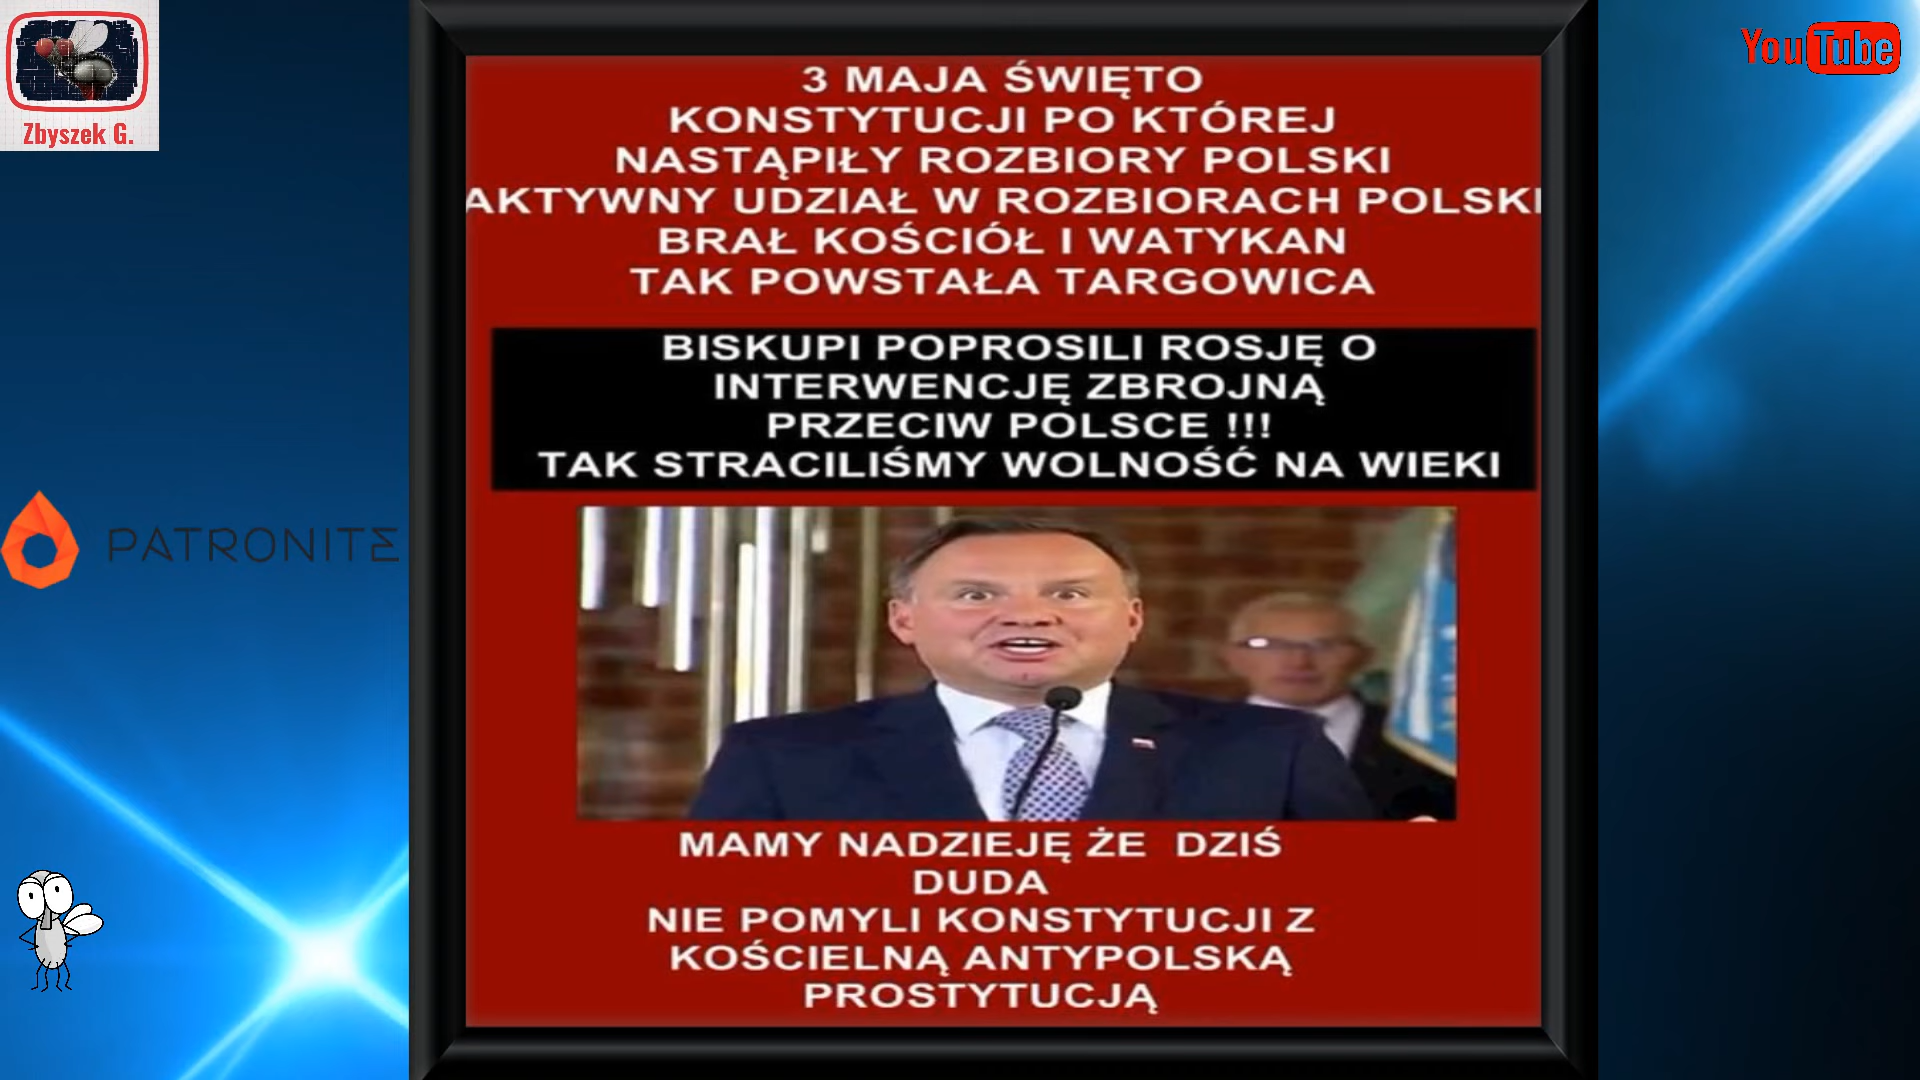 Zbyszek G.
YouTube
3 MAJA ŚWIĘTO
KONSTYTUCJI PO KTÓREJ
NASTĄPIŁY ROZBIORY POLSKI
AKTYWNY UDZIAŁ W ROZBIORACH POLSKI
BRAŁ KOŚCIÓŁ I WATYKAN
TAK POWSTAŁA TARGOWICA
BISKUPI POPROSILI ROSJĘ O
INTERWENCJĘ ZBROJNĄ
PRZECIW POLSCE !!!
TAK STRACILIŚMY WOLNOŚĆ NA WIEKI
PATRONITE
MAMY NADZIEJĘ ŻE DZIŚ
DUDA
NIE POMYLI KONSTYTUCJI Z
KOŚCIELNĄ ANTYPOLSKĄ
PROSTYTUCJĄ